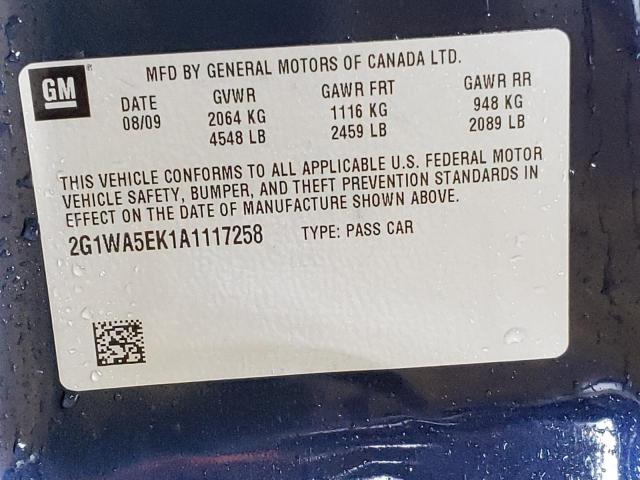 GM
MFD BY GENERAL MOTORS OF CANADA LTD.
DATE GVWR GAWR FRT GAWR RR
08/09 2064 KG 1116 KG 948 KG
4548 LB 2459 LB 2089 LB
THIS VEHICLE CONFORMS TO ALL APPLICABLE U.S. FEDERAL MOTOR
VEHICLE SAFETY, BUMPER, AND THEFT PREVENTION STANDARDS IN
EFFECT ON THE DATE OF MANUFACTURE SHOWN ABOVE.
2G1WA5EK1A1117258 TYPE: PASS CAR